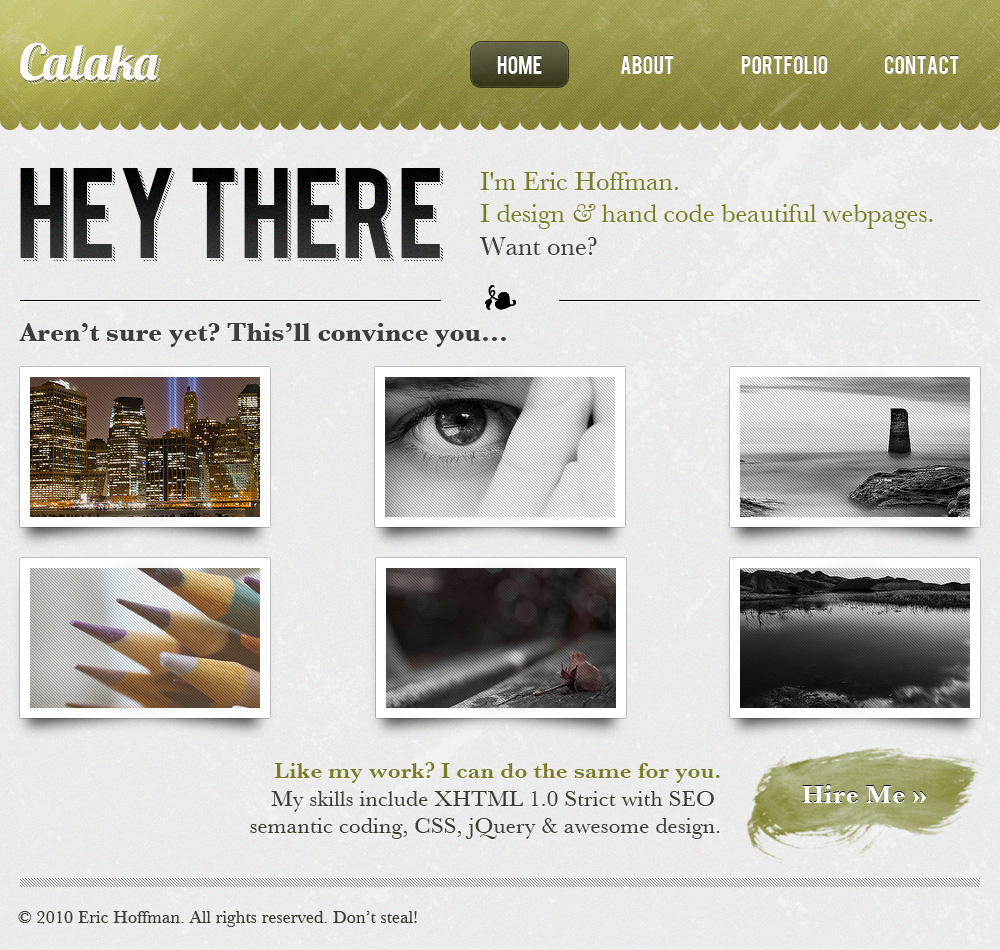 Calaka
HOME
ABOUT
PORTFOLIO
CONTACT
HEY THERE
I'm Eric Hoffman.
I design & hand code beautiful webpages.
Want one?
Aren’t sure yet? This’ll convince you…
Like my work? I can do the same for you.
My skills include XHTML 1.0 Strict with SEO
semantic coding, CSS, jQuery & awesome design.
Hire Me »
© 2010 Eric Hoffman. All rights reserved. Don’t steal!